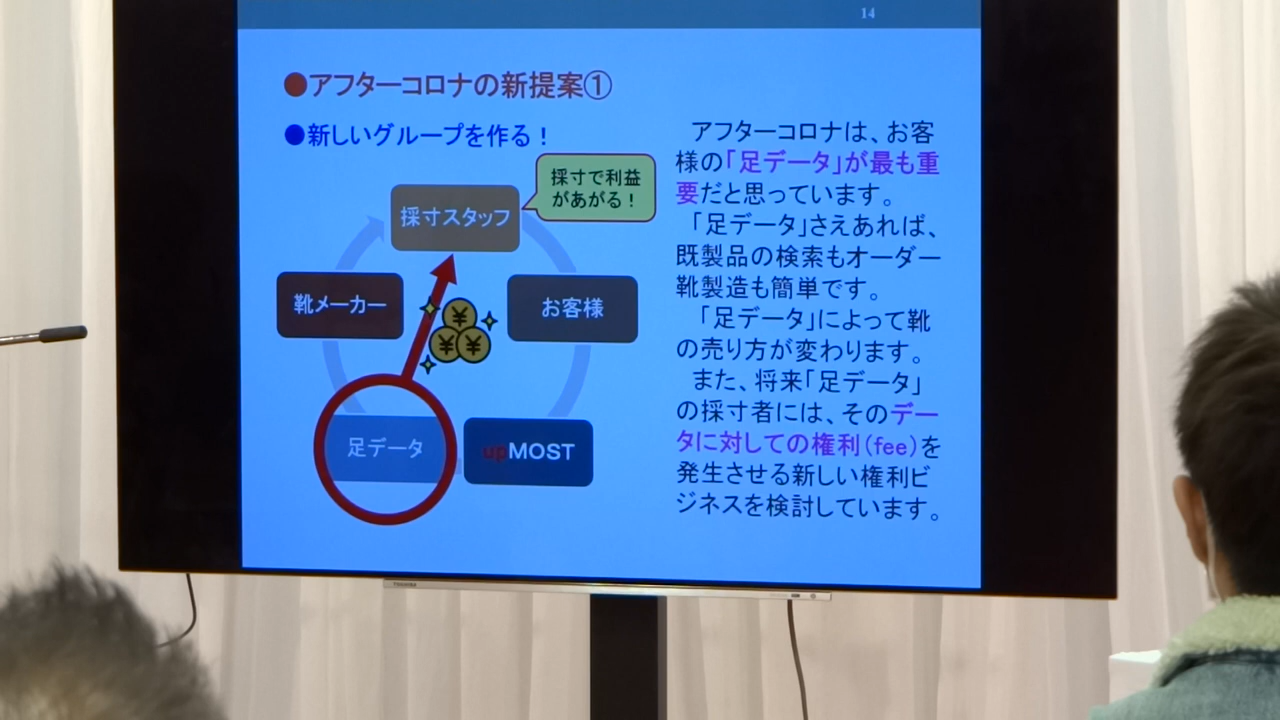 14
●アフターコロナの新提案①
●新しいグループを作る！
採寸で利益
があがる！
採寸スタッフ
靴メーカー
お客様
足データ
upMOST
アフターコロナは、お客
様の「足データ」が最も重
要だと思っています。
「足データ」さえあれば、
既製品の検索もオーダー
靴製造も簡単です。
「足データ」によって靴
の売り方が変わります。
また、将来「足データ」
の採寸者には、そのデー
タに対しての権利（fee）を
発生させる新しい権利ビ
ジネスを検討しています。
TOSHIBA